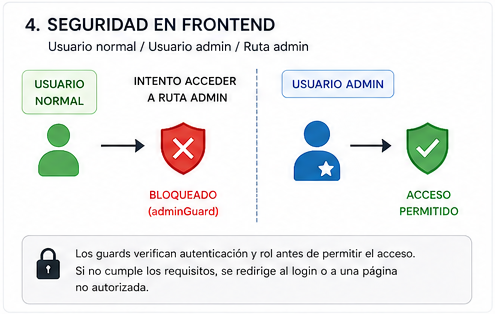 4. SEGURIDAD EN FRONTEND
Usuario normal / Usuario admin / Ruta admin
USUARIO
NORMAL
INTENTO ACCEDER
A RUTA ADMIN
BLOQUEADO
(adminGuard)
USUARIO ADMIN
ACCESO
PERMITIDO
Los guards verifican autenticación y rol antes de permitir el acceso.
Si no cumple los requisitos, se redirige al login o a una página
no autorizada.